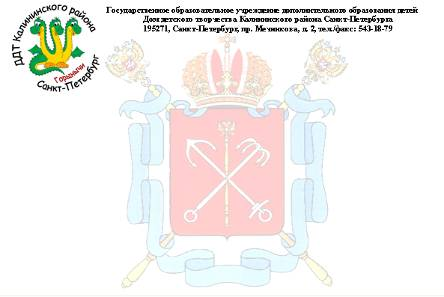 ДДТ Калининского района
Горыныч
Санкт-Петербург
Государственное образовательное учреждение дополнительного образования детей
Дом детского творчества Калининского района Санкт-Петербурга
195271, Санкт-Петербург, пр. Мечникова, д. 2, тел./факс: 543-18-79